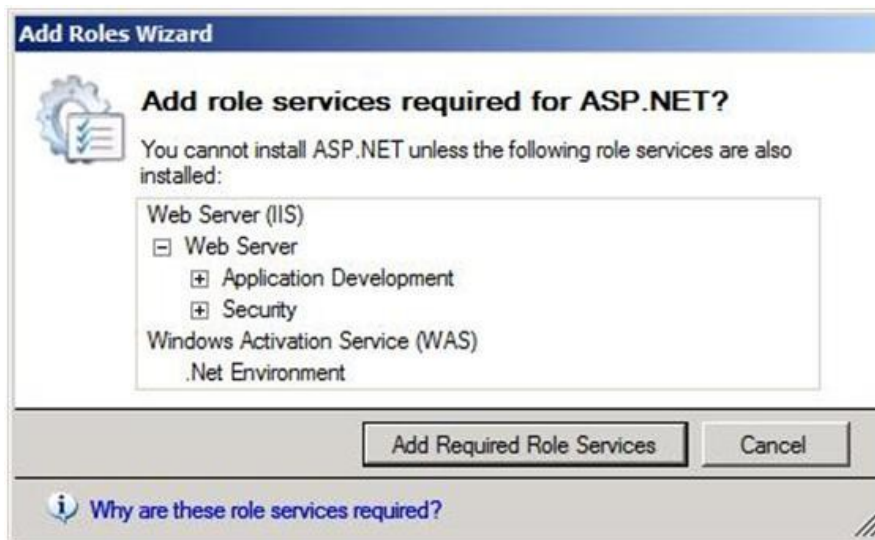 Add Roles Wizard
Add role services required for ASP.NET?
You cannot install ASP.NET unless the following role services are also
installed:
Web Server (IIS)
Web Server
Application Development
Security
Windows Activation Service (WAS)
.Net Environment
Add Required Role Services
Cancel
Why are these role services required?